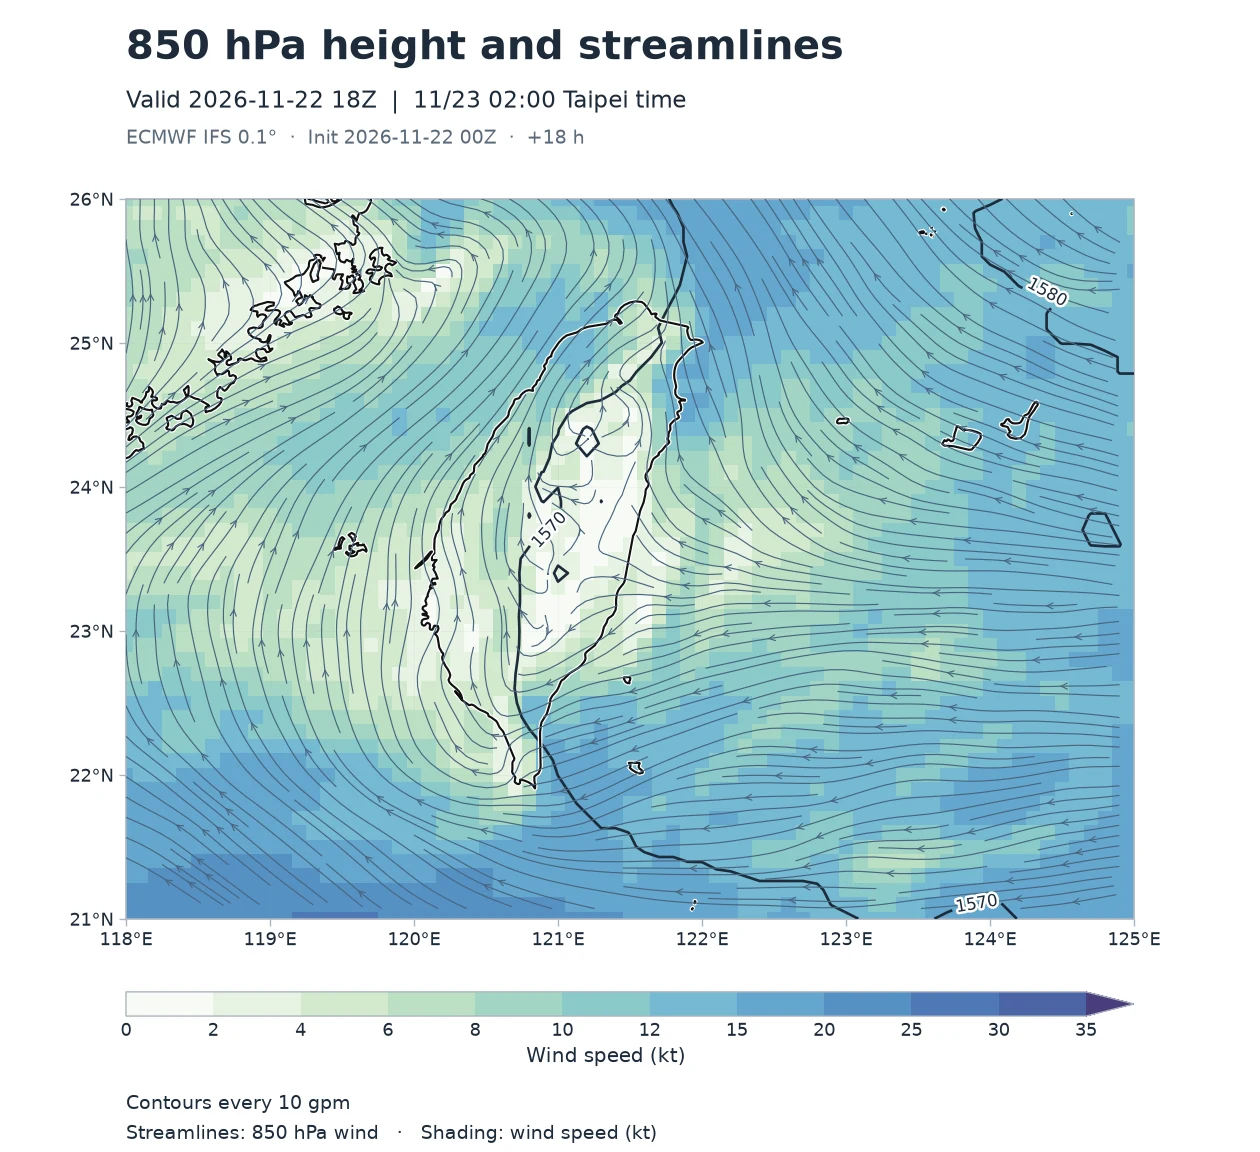 850 hPa height and streamlines
Valid 2026-11-22 18Z | 11/23 02:00 Taipei time
ECMWF IFS 0.1° · Init 2026-11-22 00Z · +18 h
26°N
25°N
24°N
23°N
22°N
21°N
1580
1570
1570
118°E 119°E 120°E 121°E 122°E 123°E 124°E 125°E
0 2 4 6 8 10 12 15 20 25 30 35
Wind speed (kt)
Contours every 10 gpm
Streamlines: 850 hPa wind · Shading: wind speed (kt)